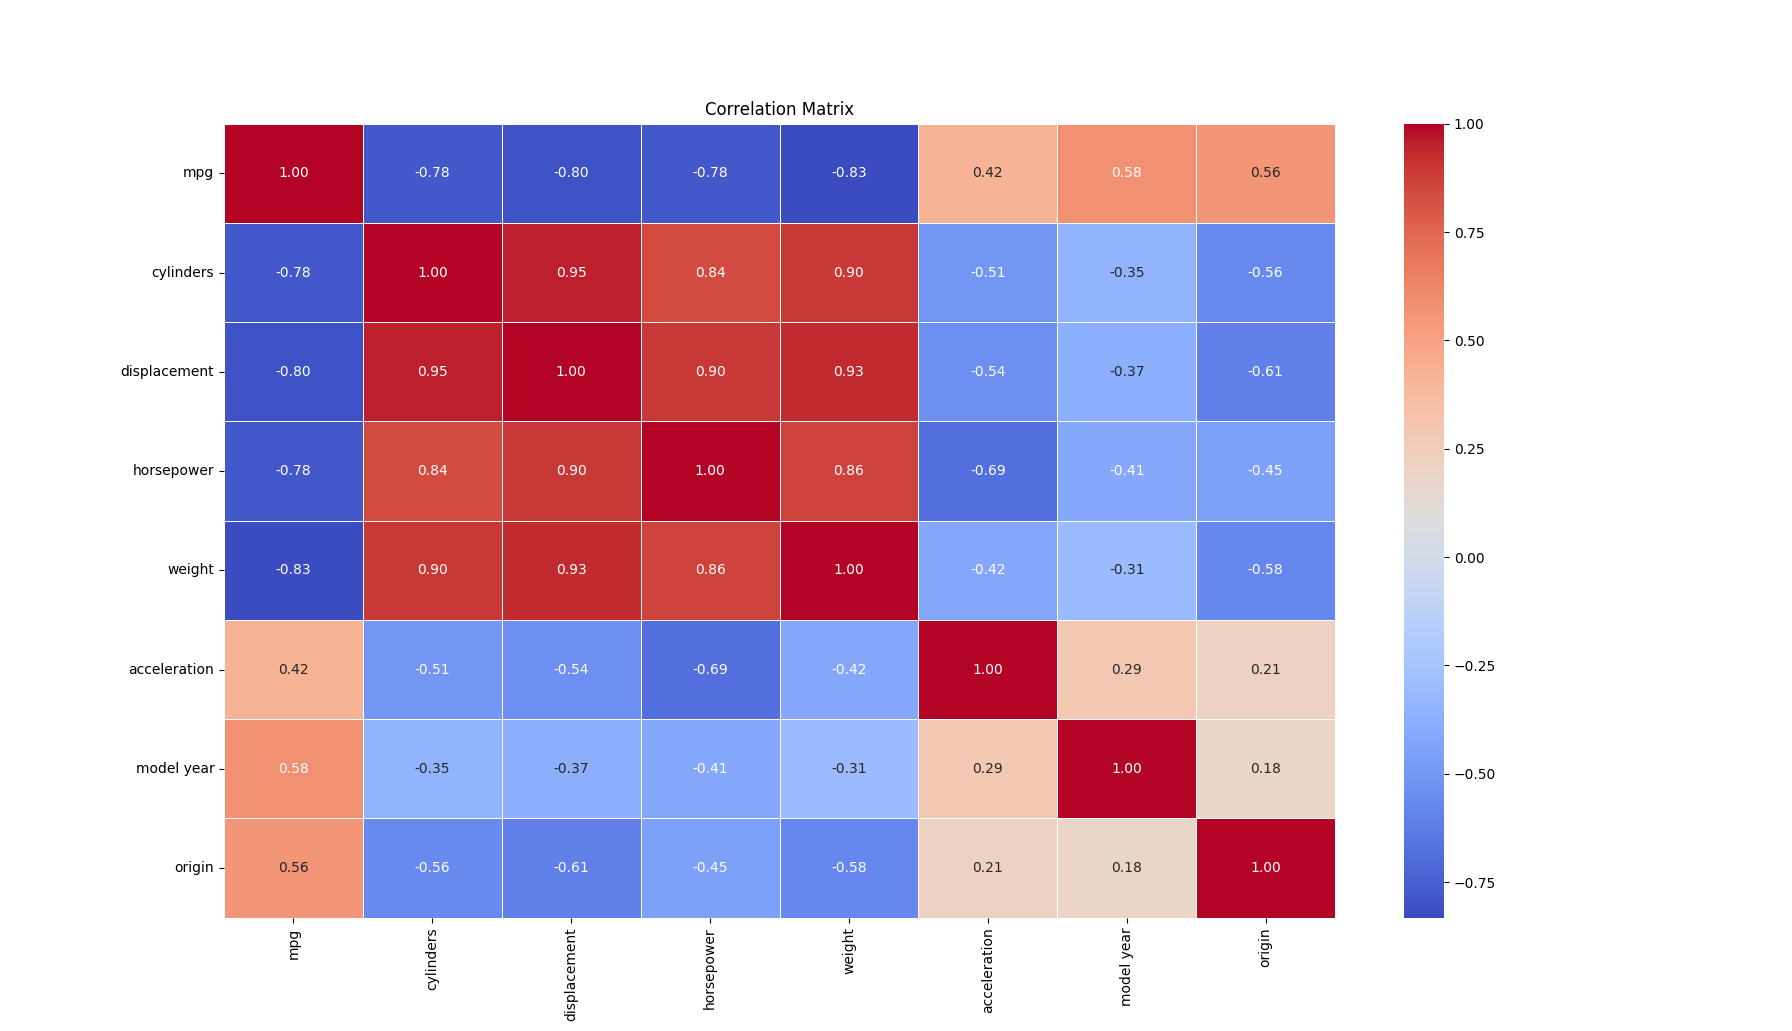 Correlation Matrix
mpg 1.00 -0.78 -0.80 -0.78 -0.83 0.42 0.58 0.56
cylinders -0.78 1.00 0.95 0.84 0.90 -0.51 -0.35 -0.56
displacement -0.80 0.95 1.00 0.90 0.93 -0.54 -0.37 -0.61
horsepower -0.78 0.84 0.90 1.00 0.86 -0.69 -0.41 -0.45
weight -0.83 0.90 0.93 0.86 1.00 -0.42 -0.31 -0.58
acceleration 0.42 -0.51 -0.54 -0.69 -0.42 1.00 0.29 0.21
model year 0.58 -0.35 -0.37 -0.41 -0.31 0.29 1.00 0.18
origin 0.56 -0.56 -0.61 -0.45 -0.58 0.21 0.18 1.00
mpg
cylinders
displacement
horsepower
weight
acceleration
model year
origin
1.00
0.75
0.50
0.25
0.00
−0.25
−0.50
−0.75